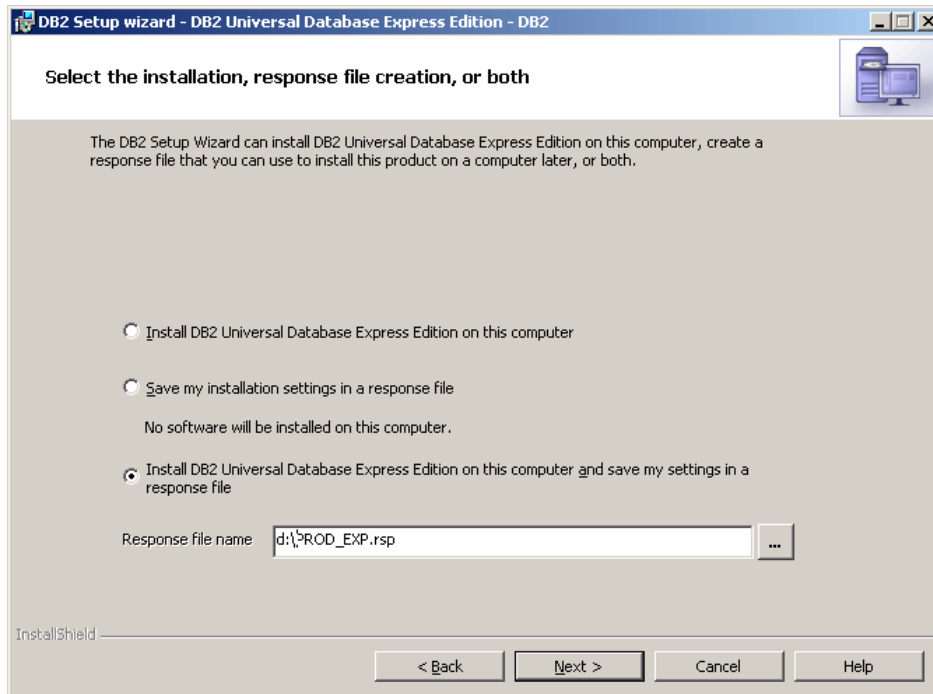 DB2 Setup wizard - DB2 Universal Database Express Edition - DB2
Select the installation, response file creation, or both
The DB2 Setup Wizard can install DB2 Universal Database Express Edition on this computer, create a
response file that you can use to install this product on a computer later, or both.
Install DB2 Universal Database Express Edition on this computer
Save my installation settings in a response file
No software will be installed on this computer.
Install DB2 Universal Database Express Edition on this computer and save my settings in a
response file
Response file name d:\PROD_EXP.rsp ...
InstallShield
< Back Next > Cancel Help